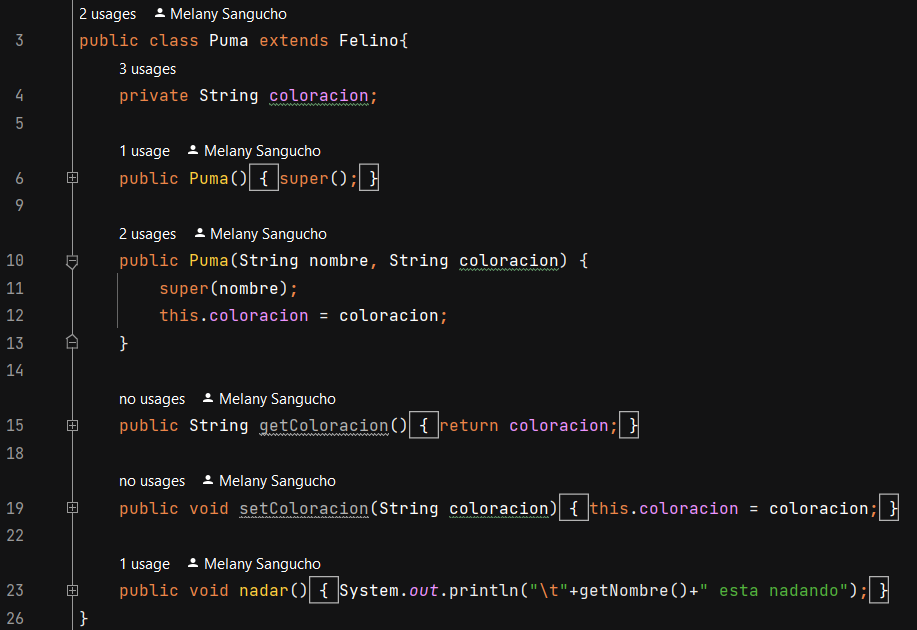 2 usages Melany Sangucho
3 public class Puma extends Felino{
3 usages
4 private String coloracion;
5
1 usage Melany Sangucho
6 public Puma() { super(); }
9
2 usages Melany Sangucho
10 public Puma(String nombre, String coloracion) {
11 super(nombre);
12 this.coloracion = coloracion;
13 }
14
no usages Melany Sangucho
15 public String getColoracion() { return coloracion; }
18
no usages Melany Sangucho
19 public void setColoracion(String coloracion) { this.coloracion = coloracion; }
22
1 usage Melany Sangucho
23 public void nadar() { System.out.println("\t"+getNombre()+" esta nadando"); }
26 }